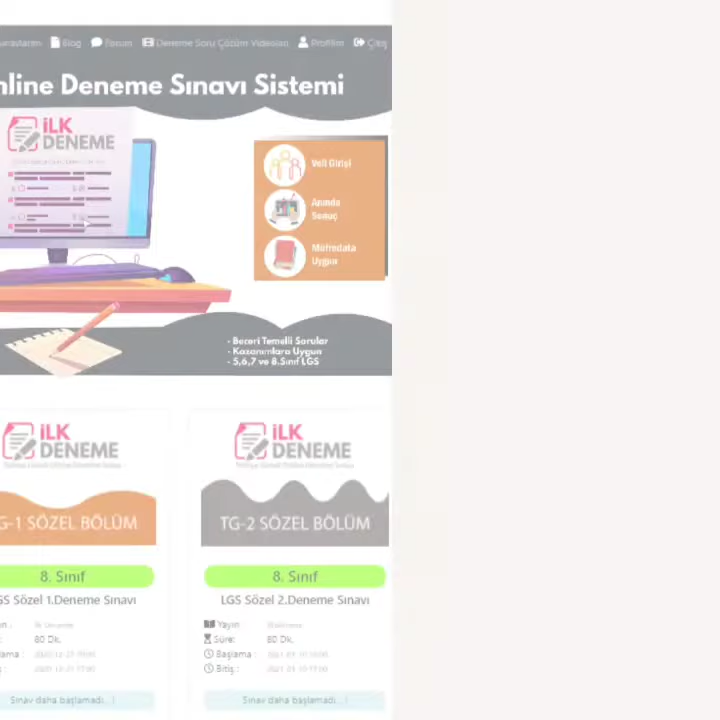 Blog Forum Deneme Soru Çözüm Videoları Profilim Çıkış
nline Deneme Sınavı Sistemi
iLK
DENEME
Veli Girişi
Anında
Sonuç
Müfredata
Uygun
- Beceri Temelli Sorular
- Kazanımlara Uygun
- 5,6,7 ve 8.Sınıf LGS
iLK
DENEME
G-1 SÖZEL BÖLÜM
8. Sınıf
GS Sözel 1.Deneme Sınavı
80 Dk.
Sınav daha başlamadı...!
iLK
DENEME
TG-2 SÖZEL BÖLÜM
8. Sınıf
LGS Sözel 2.Deneme Sınavı
Yayın :
Süre: 80 Dk.
Başlama :
Bitiş :
Sınav daha başlamadı...!